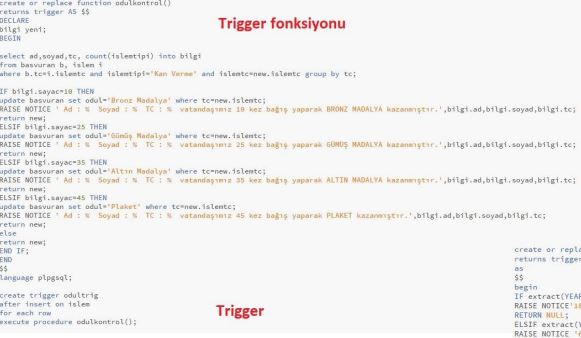 create or replace function odulkontrol()
returns trigger AS $$
DECLARE
bilgi yeni;
BEGIN
Trigger fonksiyonu
select ad,soyad,tc, count(islemtipi) into bilgi
from basvuran b, islem i
where b.tc=i.islemtc and islemtipi='Kan Verme' and islemtc=new.islemtc group by tc;
IF bilgi.sayac=10 THEN
update basvuran set odul='Bronz Madalya' where tc=new.islemtc;
RAISE NOTICE ' Ad : % Soyad : % TC : % vatandaşımız 10 kez bağış yaparak BRONZ MADALYA kazanmıştır.',bilgi.ad,bilgi.soyad,bilgi.tc;
return new;
ELSIF bilgi.sayac=25 THEN
update basvuran set odul='Gümüş Madalya' where tc=new.islemtc;
RAISE NOTICE ' Ad : % Soyad : % TC : % vatandaşımız 25 kez bağış yaparak GÜMÜŞ MADALYA kazanmıştır.',bilgi.ad,bilgi.soyad,bilgi.tc;
return new;
ELSIF bilgi.sayac=35 THEN
update basvuran set odul='Altın Madalya' where tc=new.islemtc;
RAISE NOTICE ' Ad : % Soyad : % TC : % vatandaşımız 35 kez bağış yaparak ALTIN MADALYA kazanmıştır.',bilgi.ad,bilgi.soyad,bilgi.tc;
return new;
ELSIF bilgi.sayac=45 THEN
update basvuran set odul='Plaket' where tc=new.islemtc;
RAISE NOTICE ' Ad : % Soyad : % TC : % vatandaşımız 45 kez bağış yaparak PLAKET kazanmıştır.',bilgi.ad,bilgi.soyad,bilgi.tc;
return new;
else
return new;
END IF;
END
$$
language plpgsql;
create trigger odultrig
after insert on islem
for each row
execute procedure odulkontrol();
Trigger
create or repla
returns trigger
as
$$
begin
IF extract(YEAR
RAISE NOTICE'18
RETURN NULL;
ELSIF extract(Y
RAISE NOTICE '6